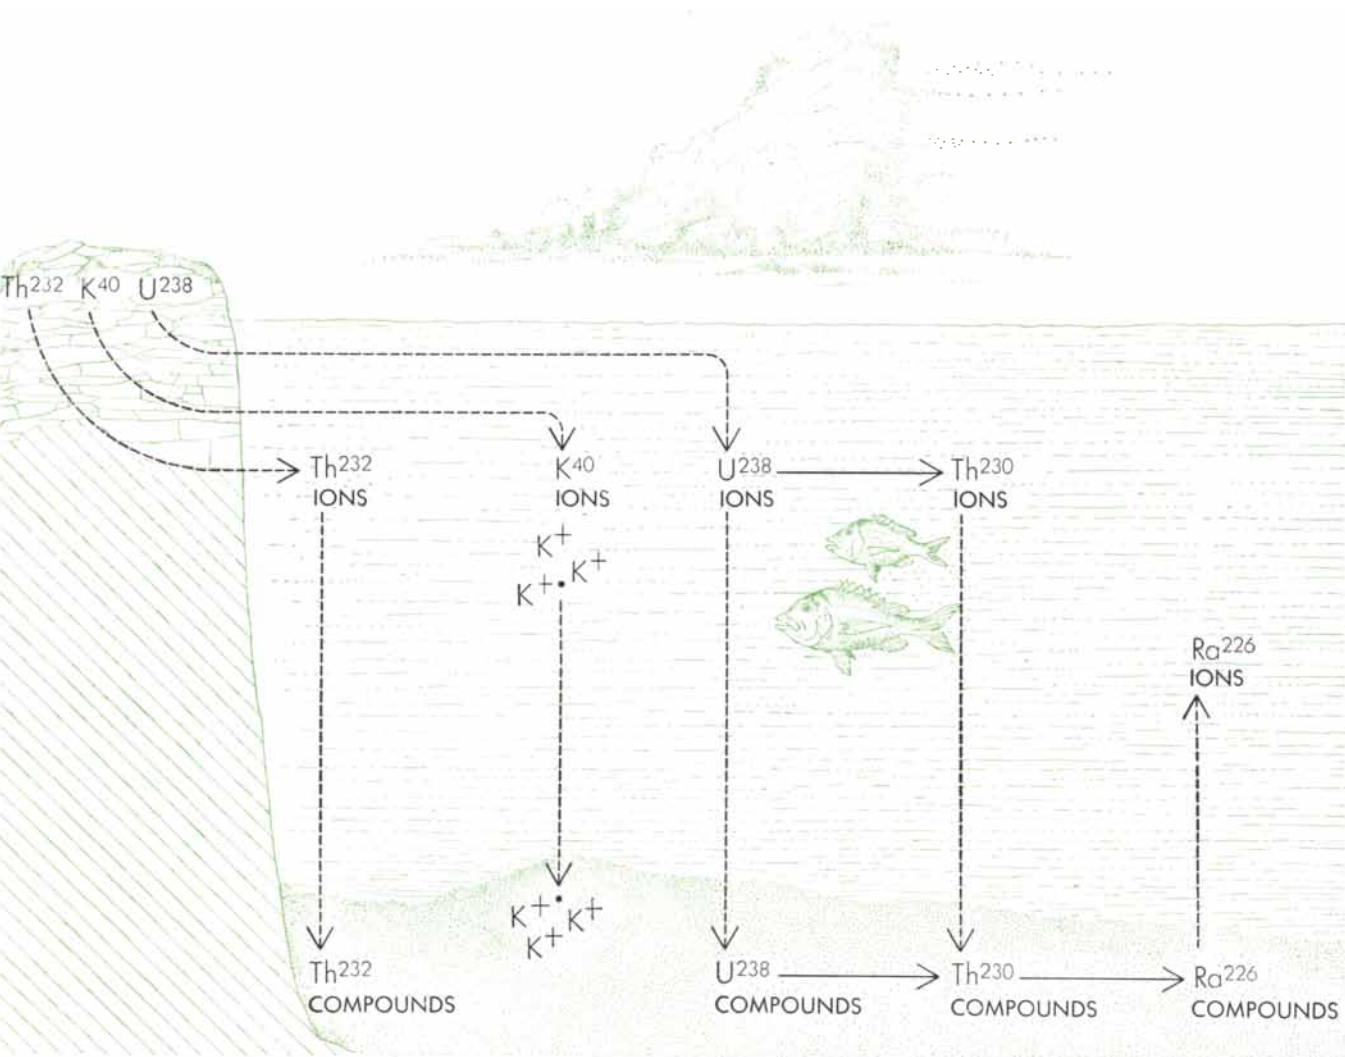 Th232 K40 U238
Th232 K40 U238 Th230
IONS IONS IONS IONS
K+
K+ K+
Ra226
IONS
K+ K+
K+
Th232 U238 Th230 Ra226
COMPOUNDS COMPOUNDS COMPOUNDS COMPOUNDS